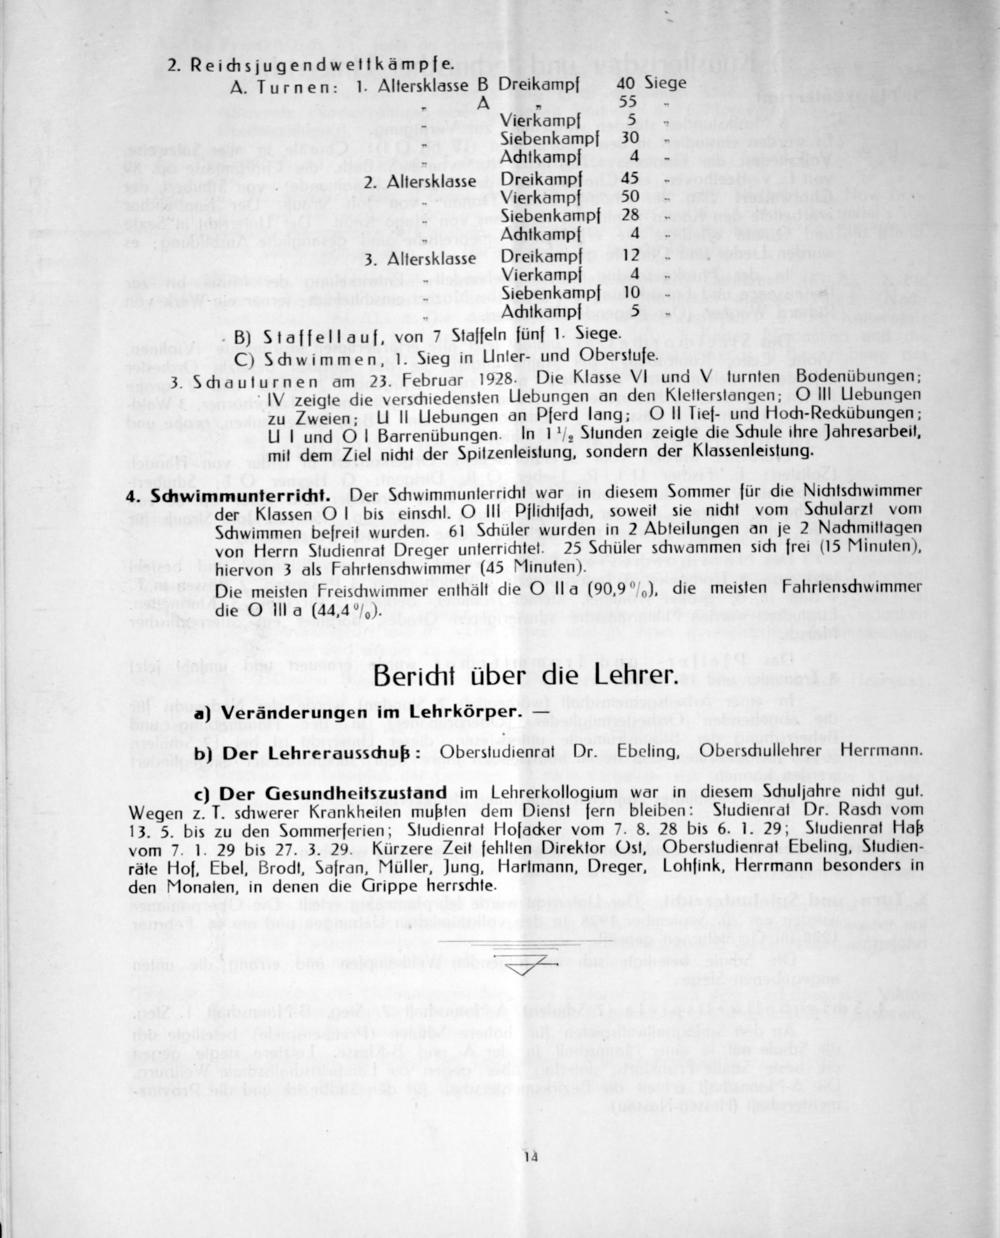 2. Reichsjugendwettkämpfe.
A. Turnen: 1. Altersklasse B Dreikampf 40 Siege
„ A „ 55 „
„ Vierkampf 5 „
„ Siebenkampf 30 „
„ Achtkampf 4 „
2. Altersklasse Dreikampf 45 „
„ Vierkampf 50 „
„ Siebenkampf 28 „
„ Achtkampf 4 „
3. Altersklasse Dreikampf 12 „
„ Vierkampf 4 „
„ Siebenkampf 10 „
„ Achtkampf 5 „
B) Staffellauf, von 7 Staffeln fünf 1. Siege.
C) Schwimmen, 1. Sieg in Unter- und Oberstufe.
3. Schauturnen am 23. Februar 1928. Die Klasse VI und V turnten Bodenübungen;
IV zeigte die verschiedensten Uebungen an den Kletterstangen; O III Uebungen
zu Zweien; U II Uebungen an Pferd lang; O II Tief- und Hoch-Reckübungen;
U I und O I Barrenübungen. In 1 1/2 Stunden zeigte die Schule ihre Jahresarbeit,
mit dem Ziel nicht der Spitzenleistung, sondern der Klassenleistung.
4. Schwimmunterricht. Der Schwimmunterricht war in diesem Sommer für die Nichtschwimmer
der Klassen O I bis einschl. O III Pflichtfach, soweit sie nicht vom Schularzt vom
Schwimmen befreit wurden. 61 Schüler wurden in 2 Abteilungen an je 2 Nachmittagen
von Herrn Studienrat Dreger unterrichtet. 25 Schüler schwammen sich frei (15 Minuten),
hiervon 3 als Fahrtenschwimmer (45 Minuten).
Die meisten Freischwimmer enthält die O II a (90,9 %), die meisten Fahrtenschwimmer
die O III a (44,4 %).
Bericht über die Lehrer.
a) Veränderungen im Lehrkörper. —
b) Der Lehrerausschuß: Oberstudienrat Dr. Ebeling, Oberschullehrer Herrmann.
c) Der Gesundheitszustand im Lehrerkollogium war in diesem Schuljahre nicht gut.
Wegen z. T. schwerer Krankheiten mußten dem Dienst fern bleiben: Studienrat Dr. Rasch vom
13. 5. bis zu den Sommerferien; Studienrat Hofacker vom 7. 8. 28 bis 6. 1. 29; Studienrat Haß
vom 7. 1. 29 bis 27. 3. 29. Kürzere Zeit fehlten Direktor Ost, Oberstudienrat Ebeling, Studien-
räte Hof, Ebel, Brodt, Safran, Müller, Jung, Hartmann, Dreger, Lohfink, Herrmann besonders in
den Monaten, in denen die Grippe herrschte.
14